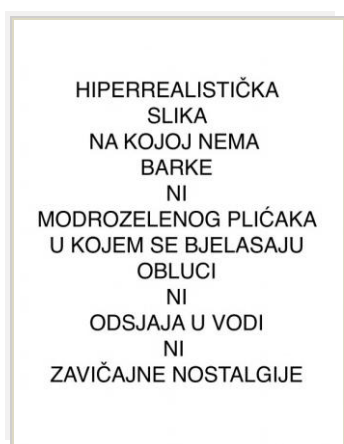 HIPERREALISTIČKA
SLIKA
NA KOJOJ NEMA
BARKE
NI
MODROZELENOG PLIĆAKA
U KOJEM SE BJELASAJU
OBLUCI
NI
ODSJAJA U VODI
NI
ZAVIČAJNE NOSTALGIJE